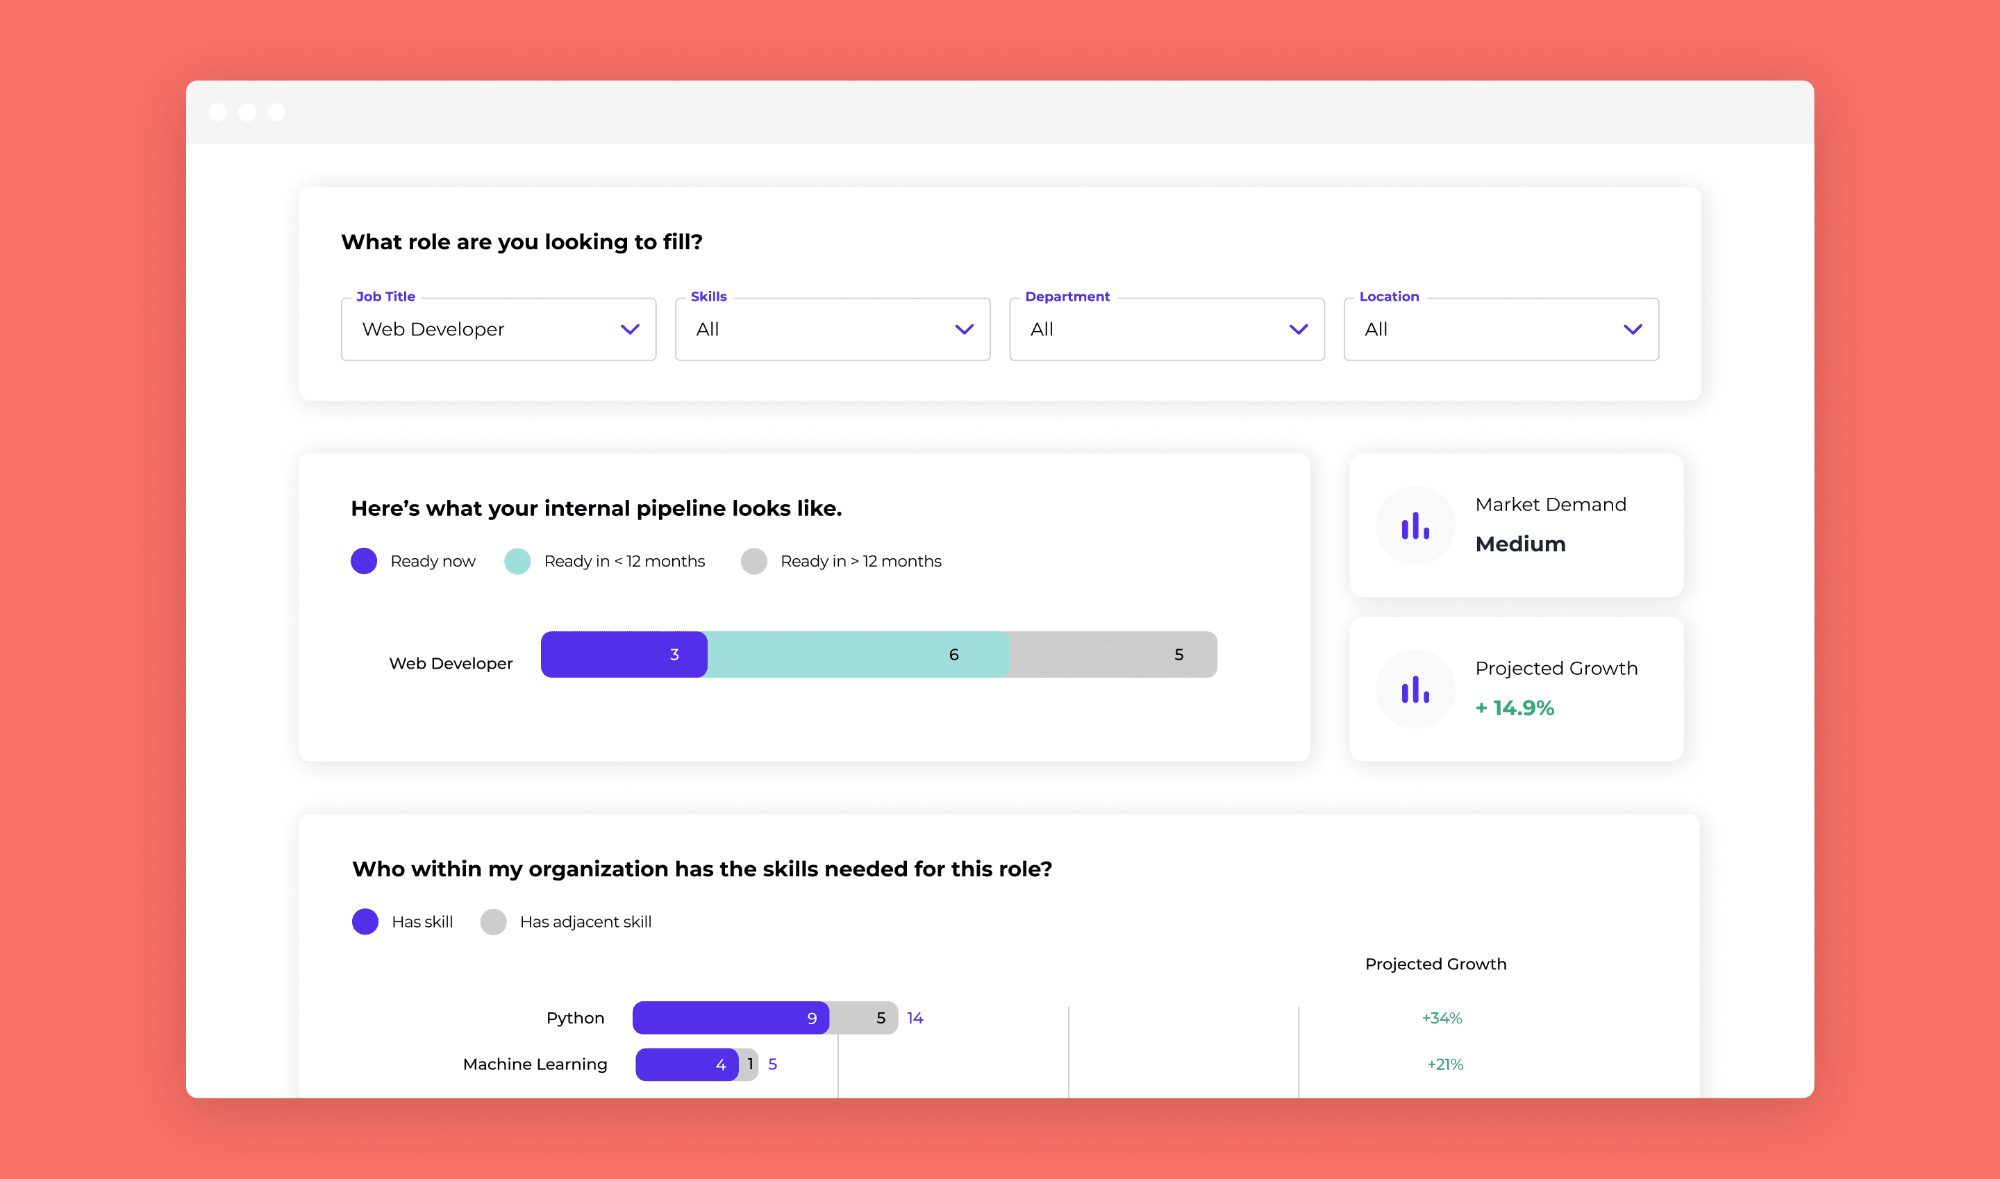 What role are you looking to fill?
Job Title
Web Developer
Skills
All
Department
All
Location
All
Here’s what your internal pipeline looks like.
Ready now
Ready in < 12 months
Ready in > 12 months
Web Developer
3
6
5
Market Demand
Medium
Projected Growth
+ 14.9%
Who within my organization has the skills needed for this role?
Has skill
Has adjacent skill
Projected Growth
Python
9
5
14
+34%
Machine Learning
4
1
5
+21%